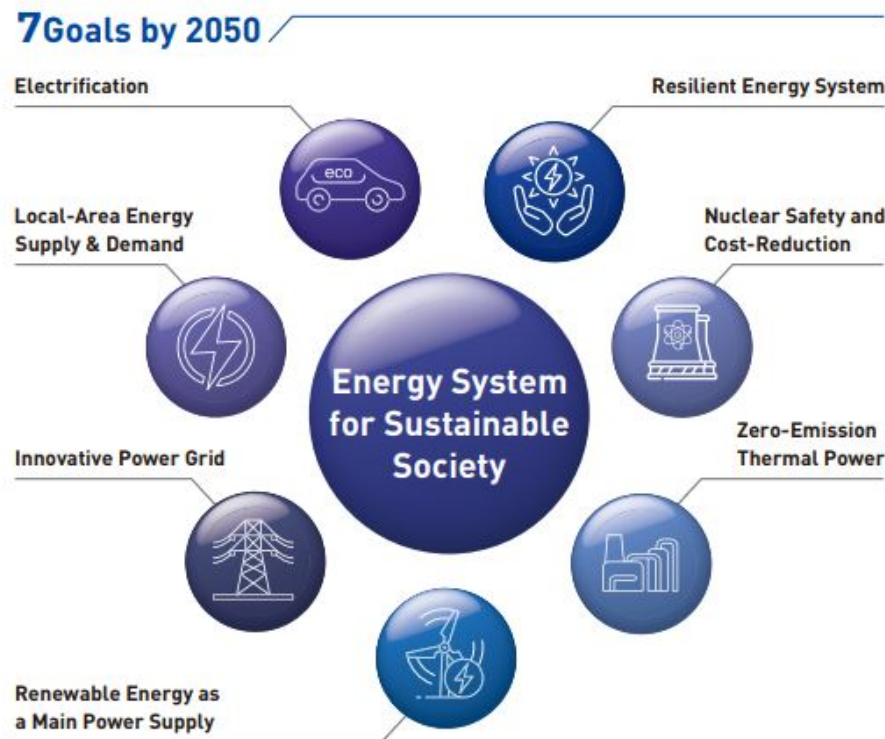 7Goals by 2050
Electrification
Resilient Energy System
eco
Local-Area Energy
Supply & Demand
Nuclear Safety and
Cost-Reduction
Energy System
for Sustainable
Society
Innovative Power Grid
Zero-Emission
Thermal Power
Renewable Energy as
a Main Power Supply